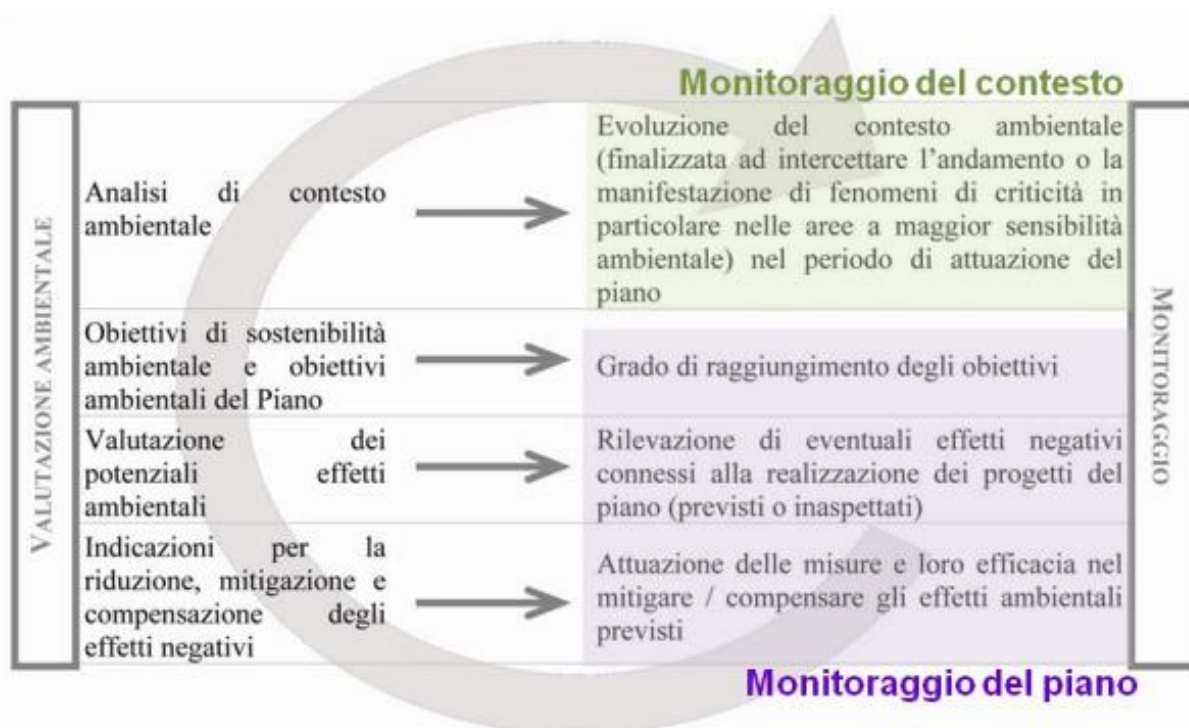 Monitoraggio del contesto
VALUTAZIONE AMBIENTALE
Analisi di contesto
ambientale
Evoluzione del contesto ambientale
(finalizzata ad intercettare l'andamento o la
manifestazione di fenomeni di criticità in
particolare nelle aree a maggior sensibilità
ambientale) nel periodo di attuazione del
piano
Obiettivi di sostenibilità
ambientale e obiettivi
ambientali del Piano
Grado di raggiungimento degli obiettivi
Valutazione dei
potenziali effetti
ambientali
Rilevazione di eventuali effetti negativi
connessi alla realizzazione dei progetti del
piano (previsti o inaspettati)
Indicazioni per la
riduzione, mitigazione e
compensazione degli
effetti negativi
Attuazione delle misure e loro efficacia nel
mitigare / compensare gli effetti ambientali
previsti
MONITORAGGIO
Monitoraggio del piano